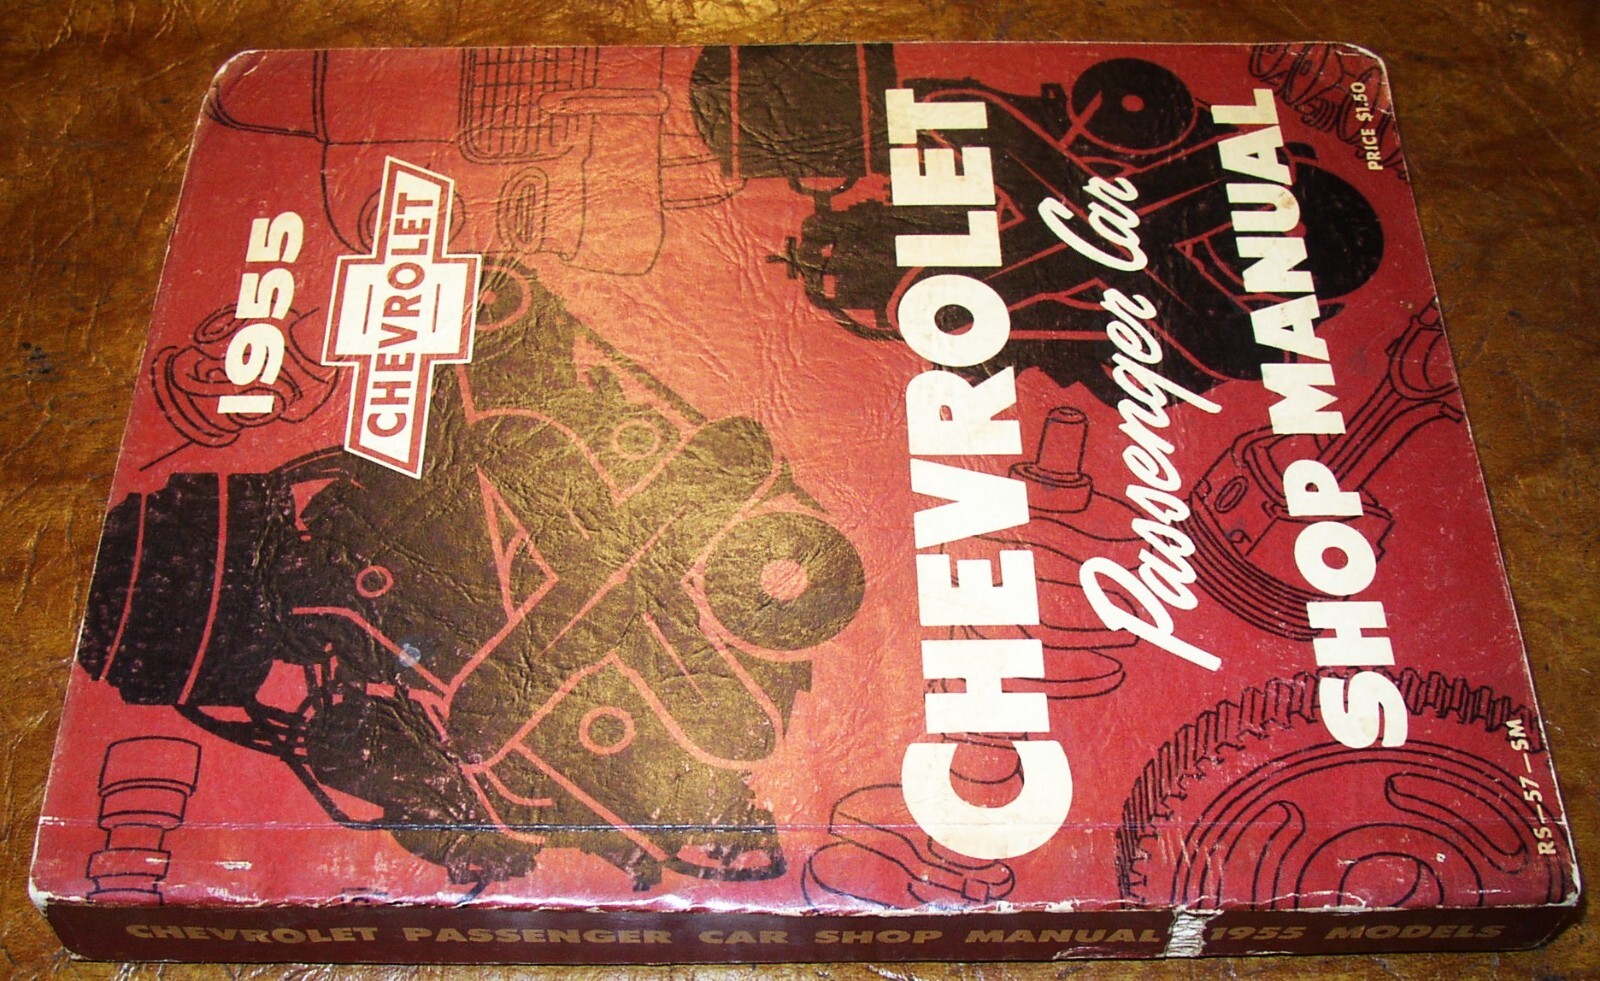 1955
CHEVROLET
CHEVROLET
Passenger Car
SHOP MANUAL
RS-57-SM
PRICE $1.50
CHEVROLET PASSENGER CAR SHOP MANUAL 1955 MODELS